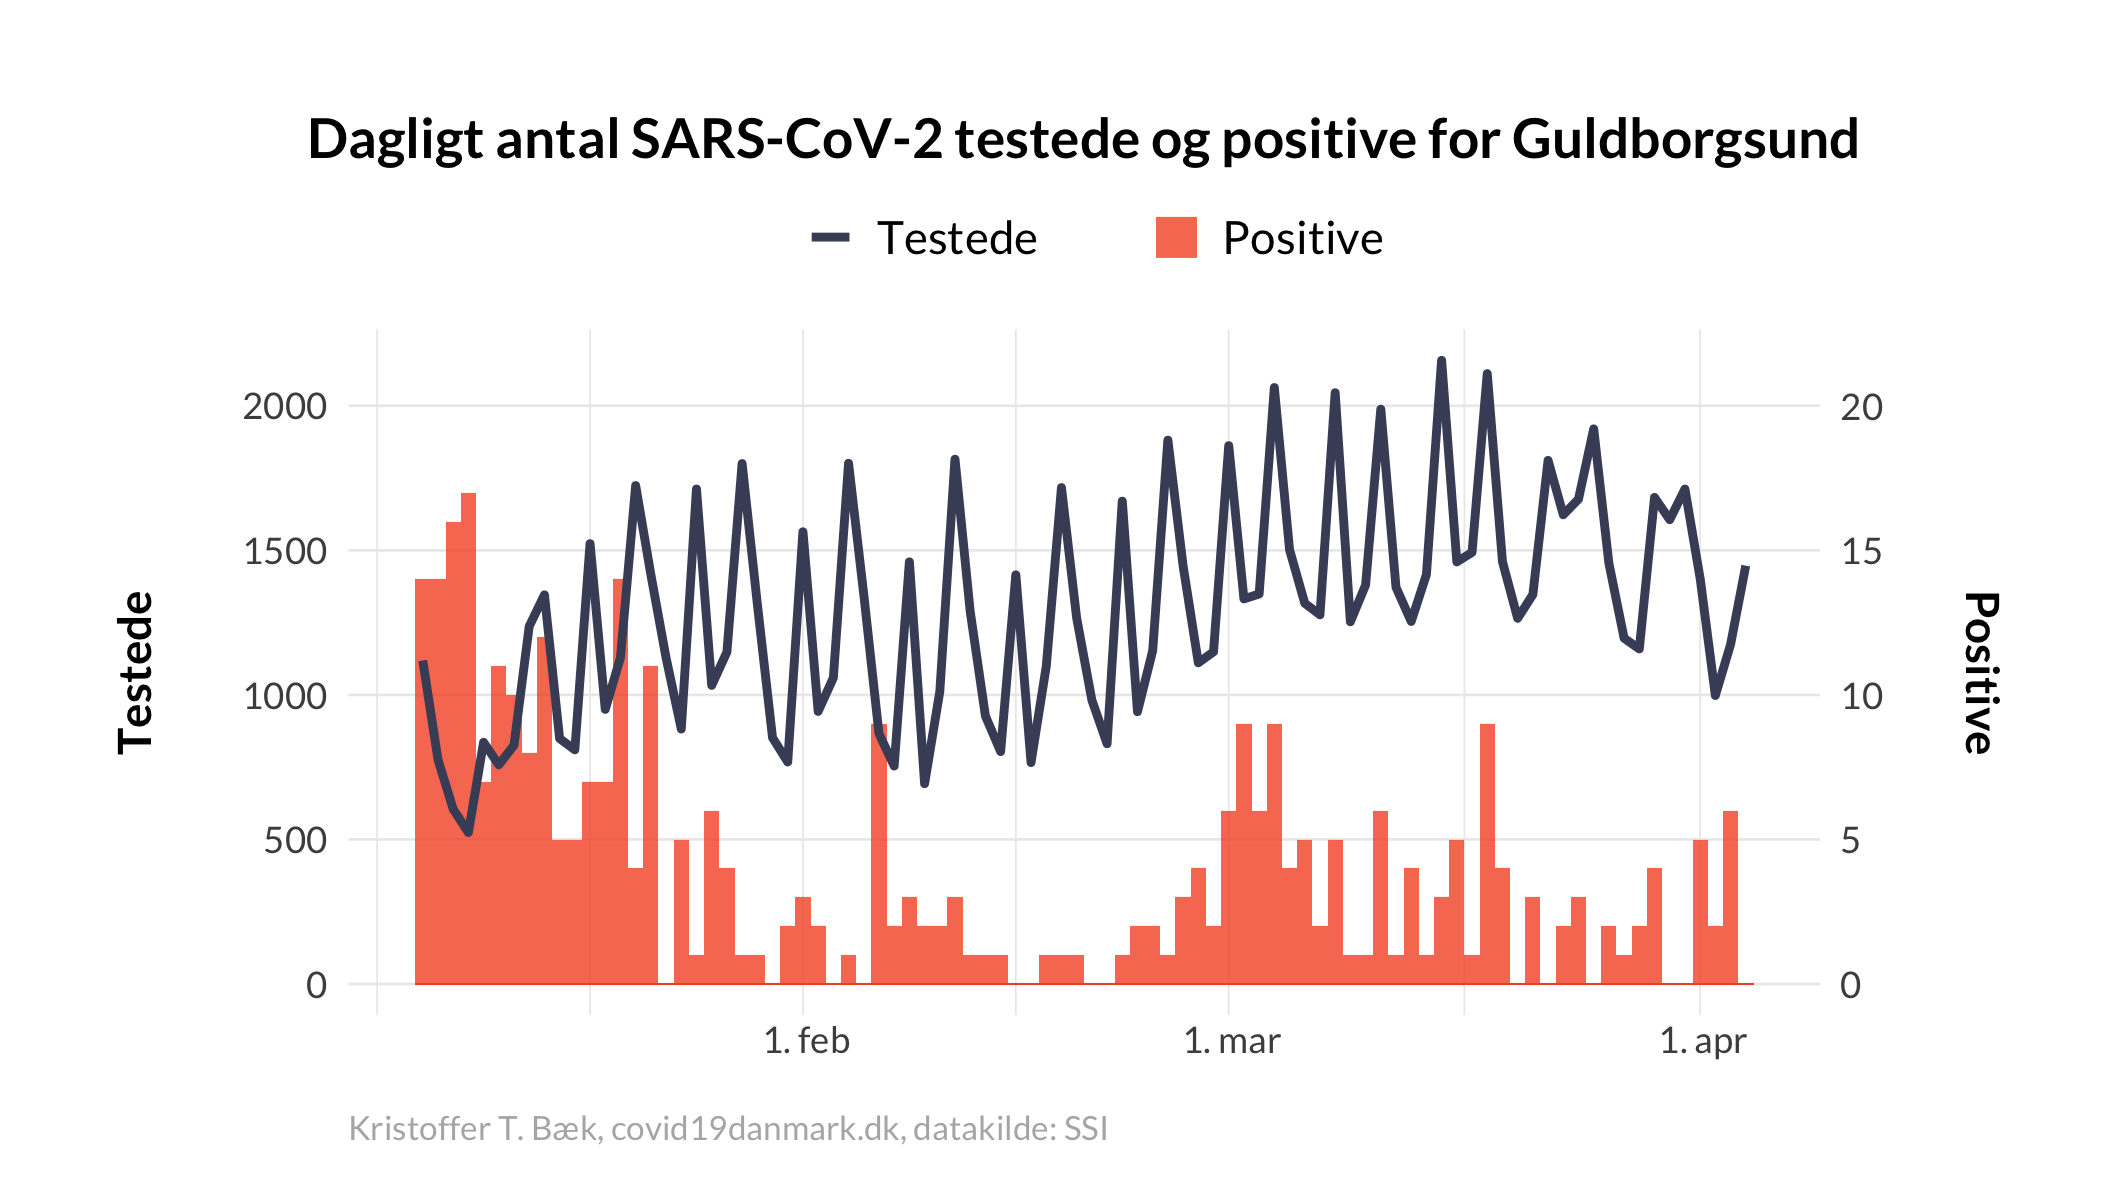 Dagligt antal SARS-CoV-2 testede og positive for Guldborgsund
Testede Positive
2000 20
1500 15
1000 10
500 5
0 0
Testede
Positive
1. feb 1. mar 1. apr
Kristoffer T. Bæk, covid19danmark.dk, datakilde: SSI